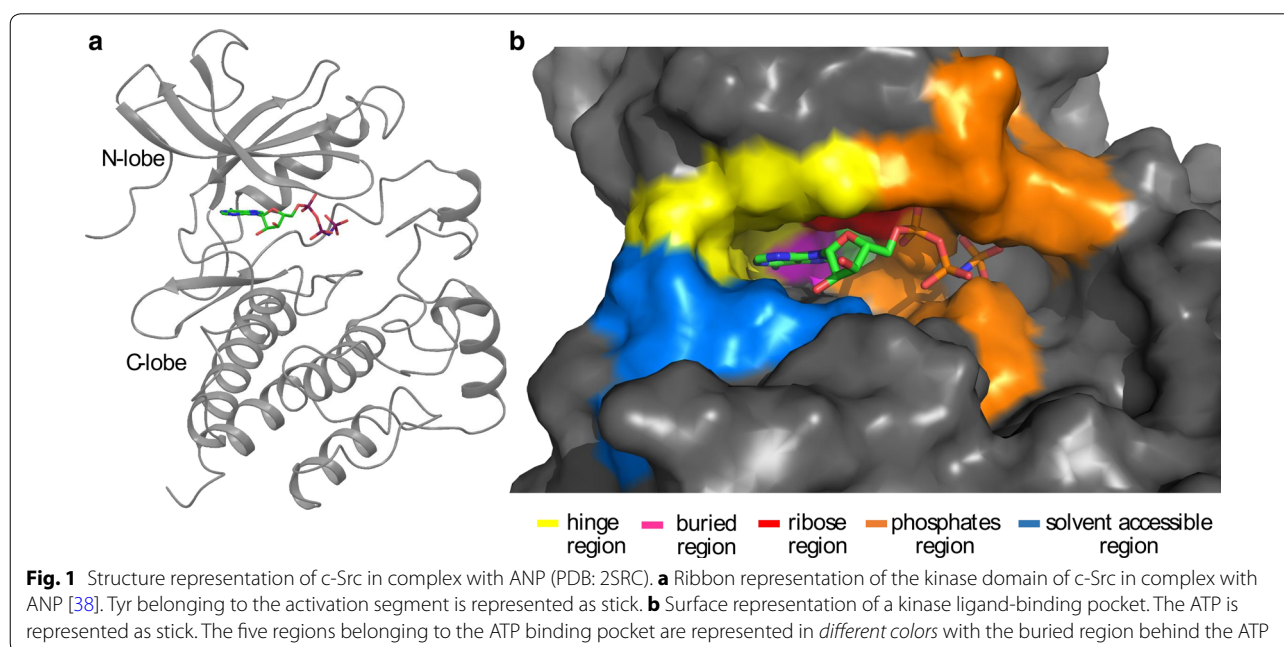 a
b
N-lobe
C-lobe
hinge region
buried region
ribose region
phosphates region
solvent accessible region
Fig. 1 Structure representation of c-Src in complex with ANP (PDB: 2SRC). a Ribbon representation of the kinase domain of c-Src in complex with
ANP [38]. Tyr belonging to the activation segment is represented as stick. b Surface representation of a kinase ligand-binding pocket. The ATP is
represented as stick. The five regions belonging to the ATP binding pocket are represented in different colors with the buried region behind the ATP